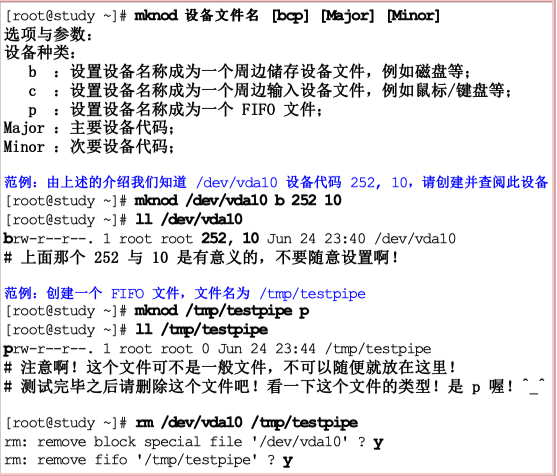 [root@study ~]# mknod 设备文件名 [bcp] [Major] [Minor]
选项与参数：
设备种类：
b ：设置设备名称成为一个周边储存设备文件，例如磁盘等；
c ：设置设备名称成为一个周边输入设备文件，例如鼠标/键盘等；
p ：设置设备名称成为一个 FIFO 文件；
Major ：主要设备代码；
Minor ：次要设备代码；
范例：由上述的介绍我们知道 /dev/vda10 设备代码 252, 10，请创建并查阅此设备
[root@study ~]# mknod /dev/vda10 b 252 10
[root@study ~]# ll /dev/vda10
brw-r--r--. 1 root root 252, 10 Jun 24 23:40 /dev/vda10
# 上面那个 252 与 10 是有意义的，不要随意设置啊！
范例：创建一个 FIFO 文件，文件名为 /tmp/testpipe
[root@study ~]# mknod /tmp/testpipe p
[root@study ~]# ll /tmp/testpipe
prw-r--r--. 1 root root 0 Jun 24 23:44 /tmp/testpipe
# 注意啊！这个文件可不是一般文件，不可以随便就放在这里！
# 测试完毕之后请删除这个文件吧！看一下这个文件的类型！是 p 喔！^_^
[root@study ~]# rm /dev/vda10 /tmp/testpipe
rm: remove block special file '/dev/vda10' ? y
rm: remove fifo '/tmp/testpipe' ? y